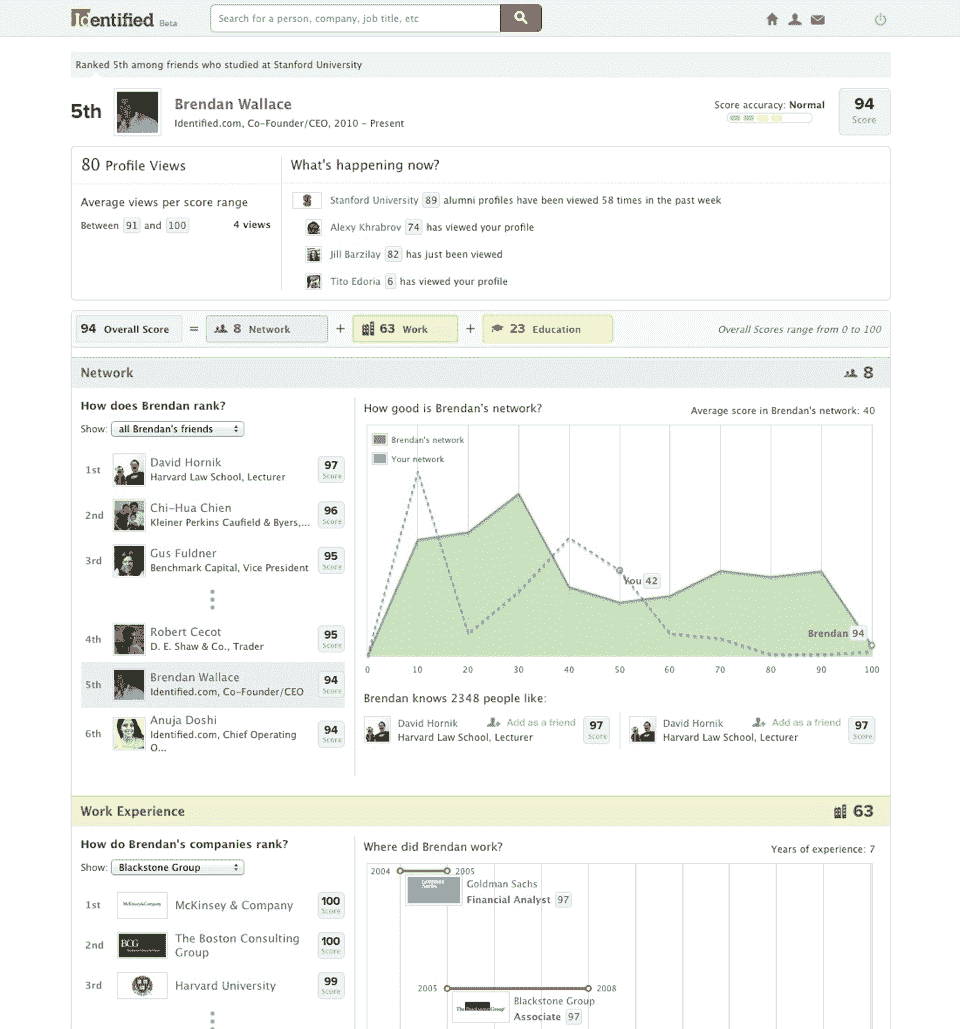 Identified Beta
Search for a person, company, job title, etc
Ranked 5th among friends who studied at Stanford University
5th
Brendan Wallace
Identified.com, Co-Founder/CEO, 2010 – Present
Score accuracy: Normal
94
Score
80 Profile Views
Average views per score range
Between 91 and 100 4 views
What's happening now?
Stanford University 89 alumni profiles have been viewed 58 times in the past week
Alexy Khrabrov 74 has viewed your profile
Jill Barzilay 82 has just been viewed
Tito Edoria 6 has viewed your profile
94 Overall Score = 8 Network + 63 Work + 23 Education Overall Scores range from 0 to 100
Network 8
How does Brendan rank?
Show: all Brendan's friends
1st
David Hornik
Harvard Law School, Lecturer
97
Score
2nd
Chi-Hua Chien
Kleiner Perkins Caufield & Byers,...
96
Score
3rd
Gus Fuldner
Benchmark Capital, Vice President
95
Score
4th
Robert Cecot
D. E. Shaw & Co., Trader
95
Score
5th
Brendan Wallace
Identified.com, Co-Founder/CEO
94
Score
6th
Anuja Doshi
Identified.com, Chief Operating
O...
94
Score
How good is Brendan's network?
Average score in Brendan's network: 40
Brendan's network
Your network
You 42
Brendan 94
0 10 20 30 40 50 60 70 80 90 100
Brendan knows 2348 people like:
David Hornik Add as a friend
Harvard Law School, Lecturer
97
Score
David Hornik Add as a friend
Harvard Law School, Lecturer
97
Score
Work Experience 63
How do Brendan's companies rank?
Show: Blackstone Group
1st
McKinsey&Company
McKinsey & Company
100
Score
2nd
BCG
The Boston Consulting
Group
100
Score
3rd
Harvard University
99
Score
Where did Brendan work?
Years of experience: 7
2004 2005
Goldman
Sachs
Goldman Sachs
Financial Analyst 97
2005 2008
The Blackstone Group
Blackstone Group
Associate 97